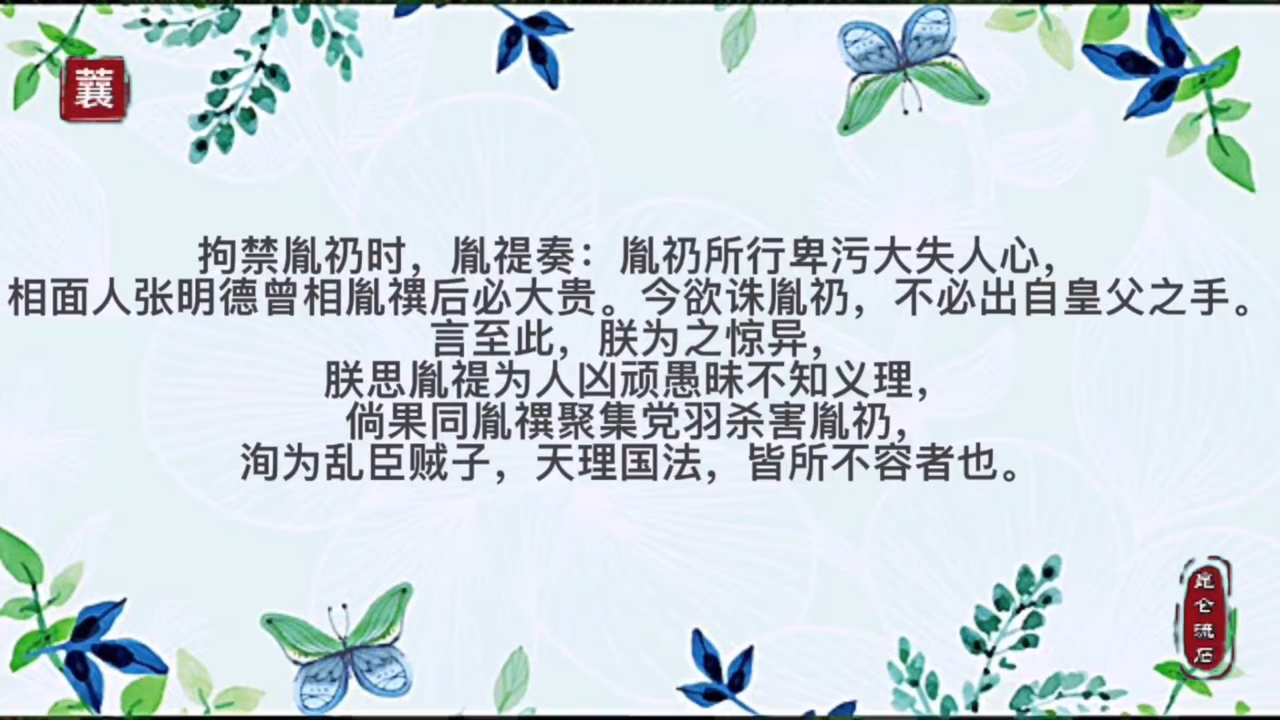 蘘
拘禁胤礽时，胤禔奏：胤礽所行卑污大失人心，
相面人张明德曾相胤禩后必大贵。今欲诛胤礽，不必出自皇父之手。
言至此，朕为之惊异，
朕思胤禔为人凶顽愚昧不知义理，
倘果同胤禩聚集党羽杀害胤礽，
洵为乱臣贼子，天理国法，皆所不容者也。
昆仑流石